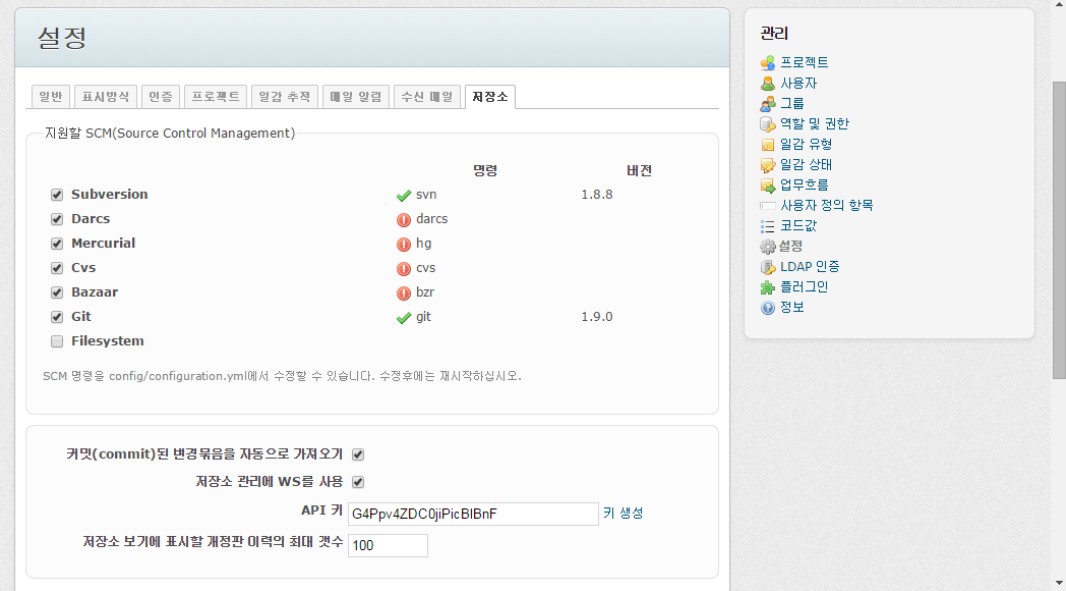 설정
일반 표시방식 인증 프로젝트 일감 추적 메일 알림 수신 메일 저장소
지원할 SCM(Source Control Management)
명령 버전
Subversion svn 1.8.8
Darcs darcs
Mercurial hg
Cvs cvs
Bazaar bzr
Git git 1.9.0
Filesystem
SCM 명령을 config/configuration.yml에서 수정할 수 있습니다. 수정후에는 재시작하십시오.
커밋(commit)된 변경묶음을 자동으로 가져오기
저장소 관리에 WS를 사용
API 키 G4Ppv4ZDC0jiPicBIBnF 키 생성
저장소 보기에 표시할 개정판 이력의 최대 갯수 100
관리
프로젝트
사용자
그룹
역할 및 권한
일감 유형
일감 상태
업무흐름
사용자 정의 항목
코드값
설정
LDAP 인증
플러그인
정보